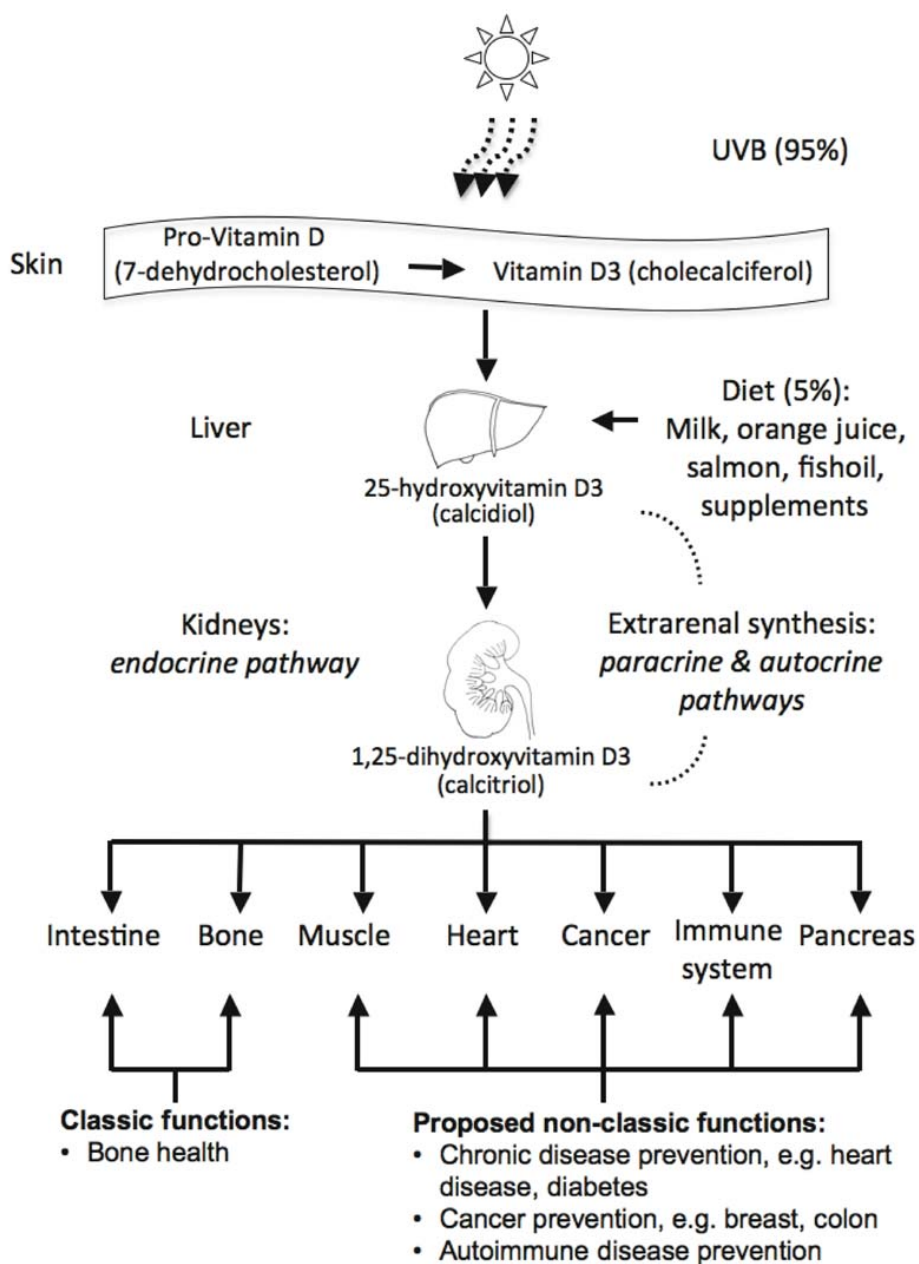 UVB (95%)
Skin
Pro-Vitamin D
(7-dehydrocholesterol)
Vitamin D3 (cholecalciferol)
Liver
Diet (5%):
Milk, orange juice,
salmon, fishoil,
supplements
25-hydroxyvitamin D3
(calcidiol)
Kidneys:
endocrine pathway
Extrarenal synthesis:
paracrine & autocrine
pathways
1,25-dihydroxyvitamin D3
(calcitriol)
Intestine
Bone
Muscle
Heart
Cancer
Immune
system
Pancreas
Classic functions:
• Bone health
Proposed non-classic functions:
• Chronic disease prevention, e.g. heart
disease, diabetes
• Cancer prevention, e.g. breast, colon
• Autoimmune disease prevention